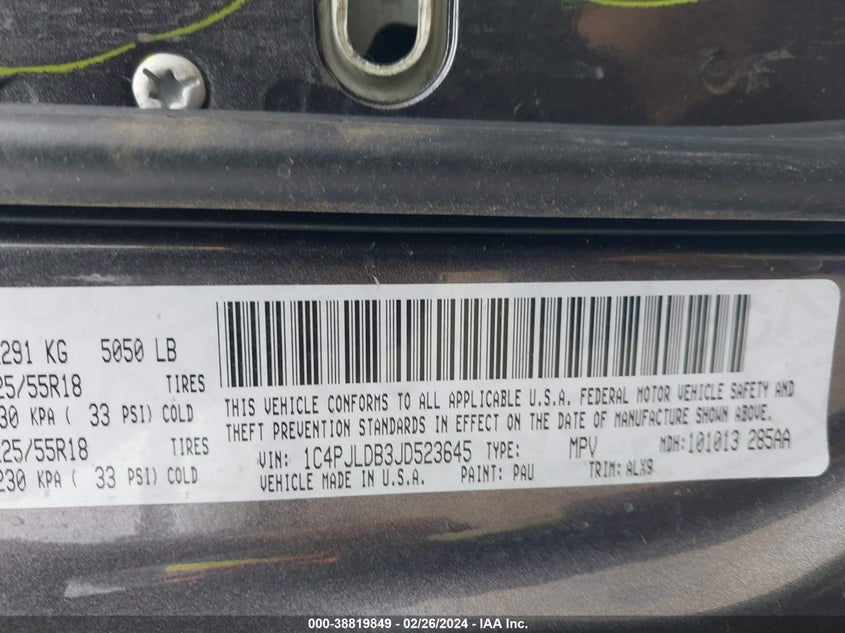 291 KG 5050 LB
25/55R18 TIRES
30 KPA ( 33 PSI) COLD
225/55R18 TIRES
230 KPA ( 33 PSI) COLD
THIS VEHICLE CONFORMS TO ALL APPLICABLE U.S.A. FEDERAL MOTOR VEHICLE SAFETY AND
THEFT PREVENTION STANDARDS IN EFFECT ON THE DATE OF MANUFACTURE SHOWN ABOVE.
VIN: 1C4PJLDB3JD523645 TYPE: MPV MDH:101013 285AA
VEHICLE MADE IN U.S.A. PAINT: PAU TRIM: ALX9
000-38819849 - 02/26/2024 - IAA Inc.